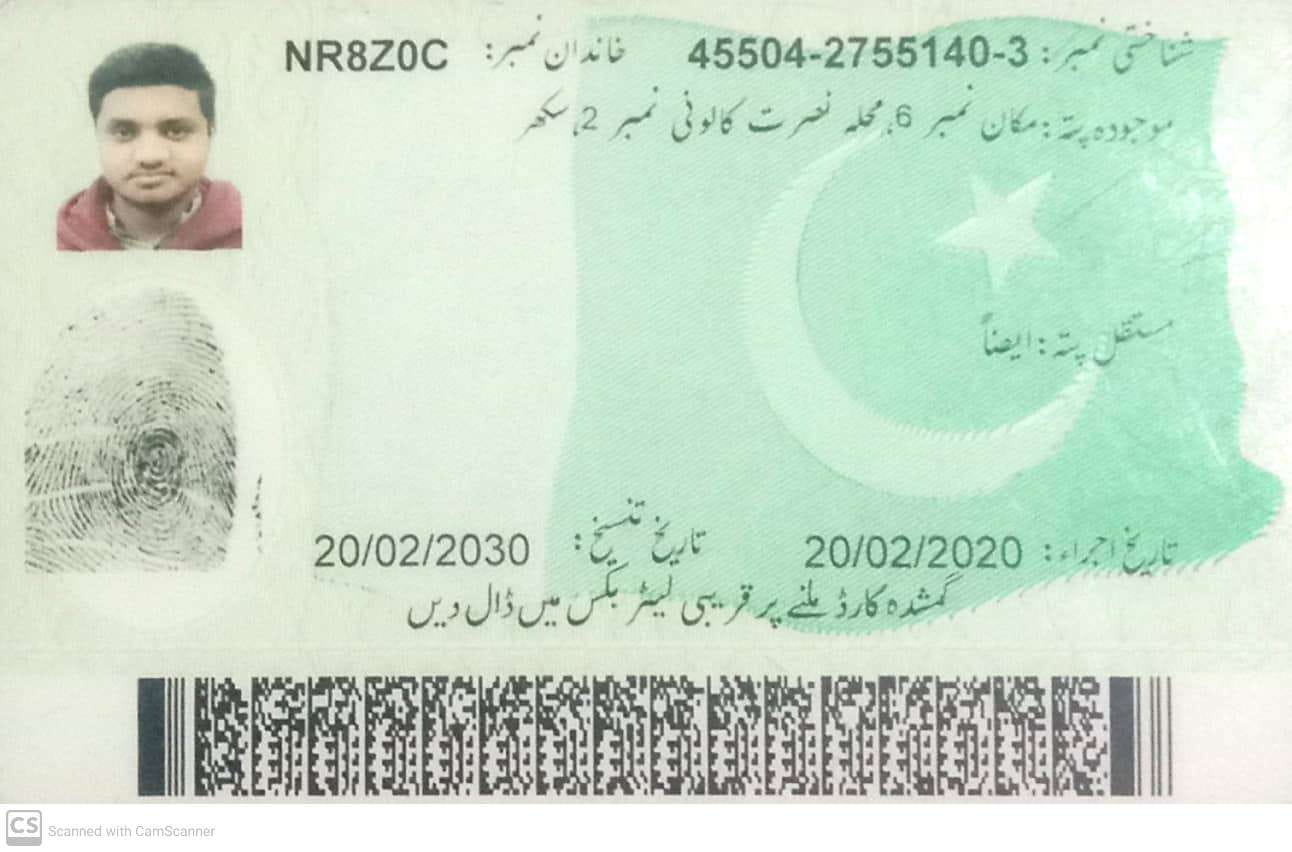 شناختی نمبر: 45504-2755140-3 خاندان نمبر: NR8Z0C
موجودہ پتہ: مکان نمبر 6، محلہ نصرت کالونی نمبر 2، سکھر
مستقل پتہ: ایضاً
تاریخ اجراء: 20/02/2020 تاریخ تنسیخ: 20/02/2030
گمشدہ کارڈ ملنے پر قریبی لیٹر بکس میں ڈال دیں
CS Scanned with CamScanner